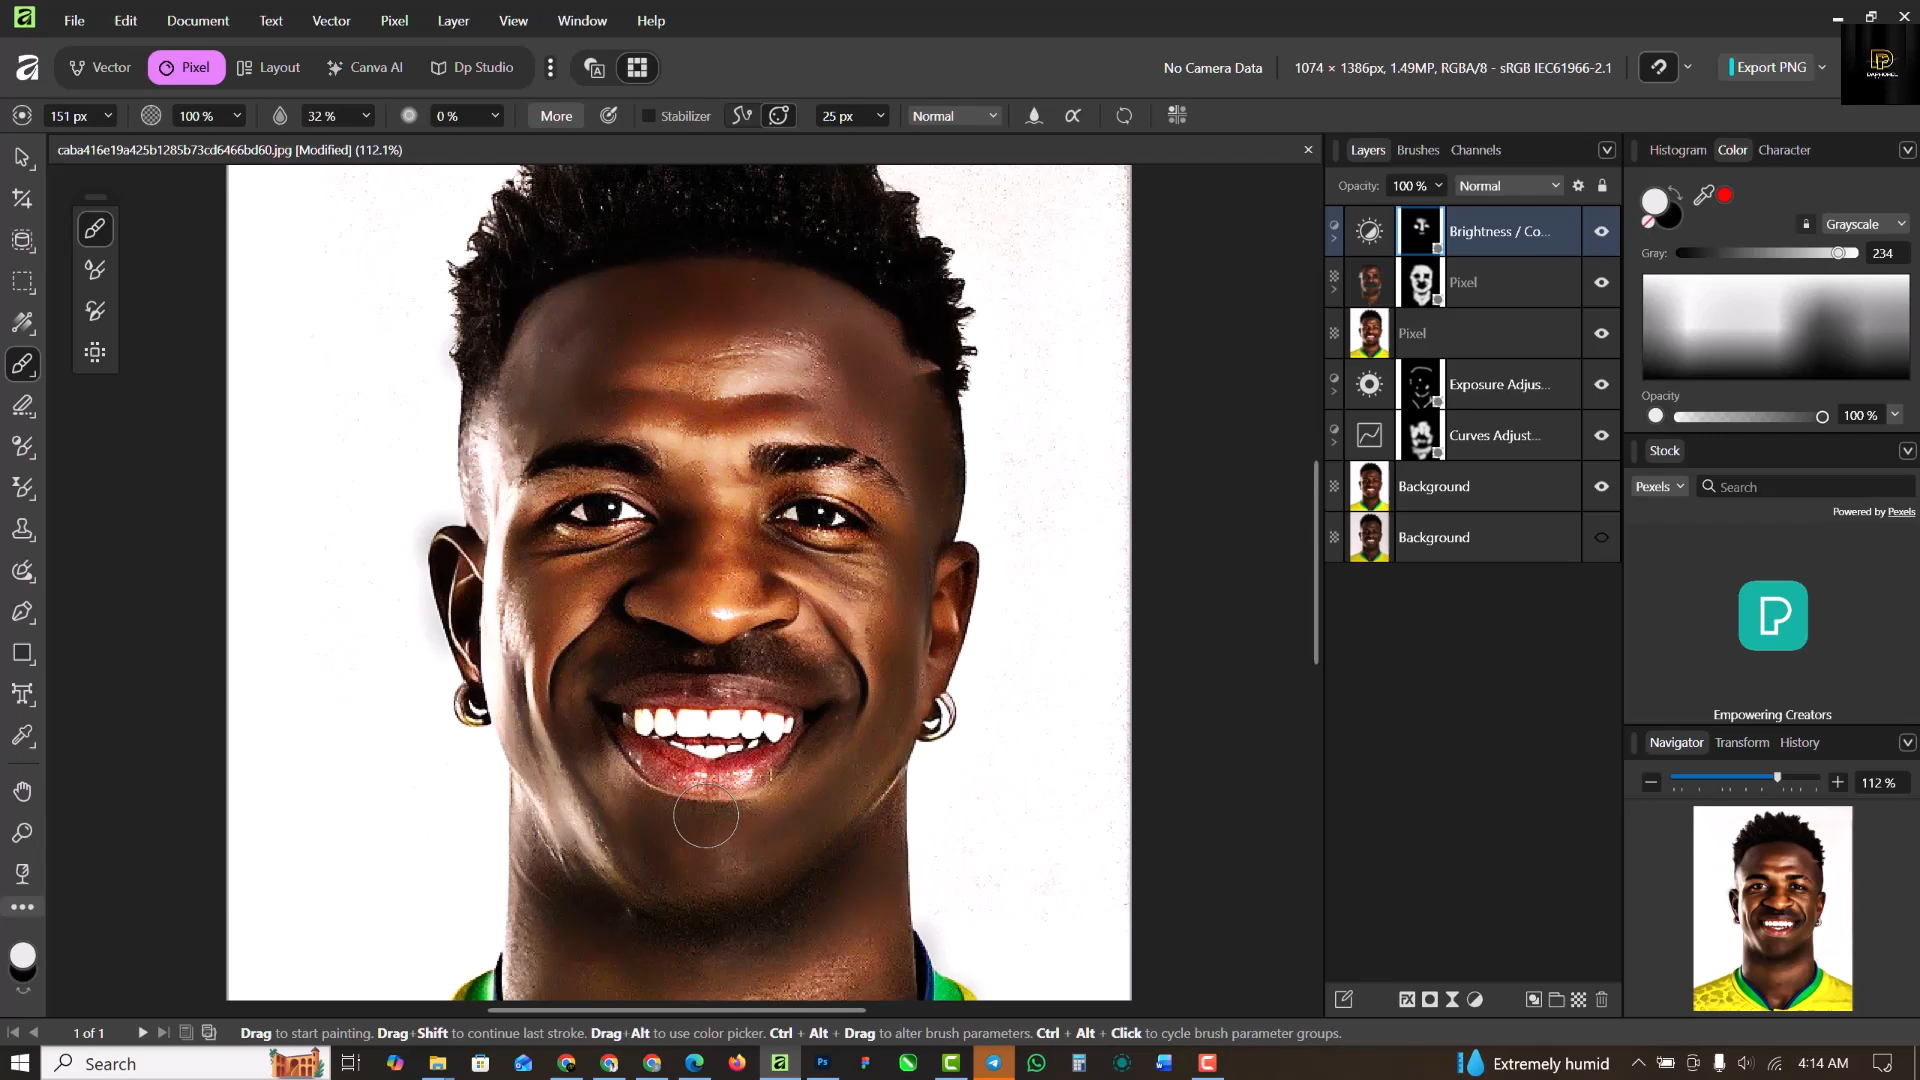 File Edit Document Text Vector Pixel Layer View Window Help
Vector Pixel Layout Canva AI Dp Studio No Camera Data 1074 × 1386px, 1.49MP, RGBA/8 - sRGB IEC61966-2.1 Export PNG
151 px 100 % 32 % 0 % More Stabilizer 25 px Normal
caba416e19a425b1285b73cd6466bd60.jpg [Modified] (112.1%)
Layers Brushes Channels
Opacity: 100 % Normal
Brightness / Co...
Pixel
Pixel
Exposure Adjus...
Curves Adjust...
Background
Background
Histogram Color Character
Grayscale
Gray: 234
Opacity
100 %
Stock
Pexels Search
Powered by Pexels
Empowering Creators
Navigator Transform History
112 %
1 of 1 Drag to start painting. Drag+Shift to continue last stroke. Drag+Alt to use color picker. Ctrl + Alt + Drag to alter brush parameters. Ctrl + Alt + Click to cycle brush parameter groups.
Search Extremely humid 4:14 AM